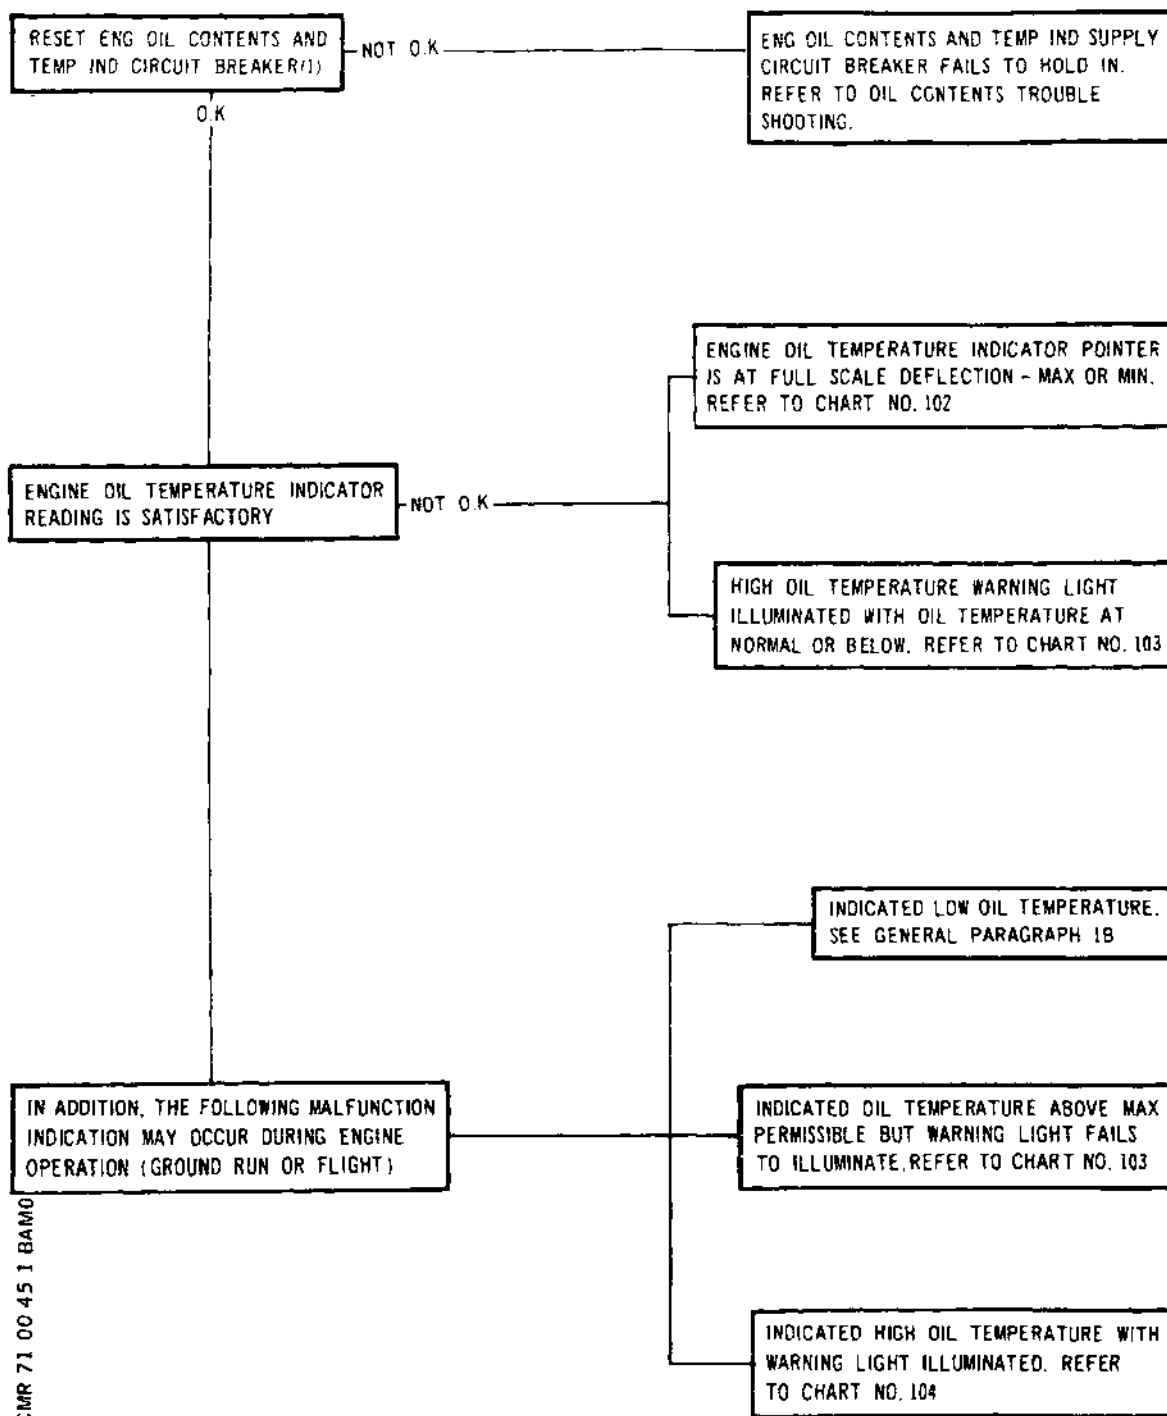 RESET ENG OIL CONTENTS AND
TEMP IND CIRCUIT BREAKER(1)
NOT O.K
ENG OIL CONTENTS AND TEMP IND SUPPLY
CIRCUIT BREAKER FAILS TO HOLD IN.
REFER TO OIL CONTENTS TROUBLE
SHOOTING.
O.K
ENGINE OIL TEMPERATURE INDICATOR POINTER
IS AT FULL SCALE DEFLECTION - MAX OR MIN.
REFER TO CHART NO. 102
ENGINE OIL TEMPERATURE INDICATOR
READING IS SATISFACTORY
NOT O.K
HIGH OIL TEMPERATURE WARNING LIGHT
ILLUMINATED WITH OIL TEMPERATURE AT
NORMAL OR BELOW. REFER TO CHART NO. 103
INDICATED LOW OIL TEMPERATURE.
SEE GENERAL PARAGRAPH 1B
IN ADDITION, THE FOLLOWING MALFUNCTION
INDICATION MAY OCCUR DURING ENGINE
OPERATION (GROUND RUN OR FLIGHT)
INDICATED OIL TEMPERATURE ABOVE MAX
PERMISSIBLE BUT WARNING LIGHT FAILS
TO ILLUMINATE. REFER TO CHART NO. 103
INDICATED HIGH OIL TEMPERATURE WITH
WARNING LIGHT ILLUMINATED. REFER
TO CHART NO. 104
CMR 71 00 45 1 BAM0